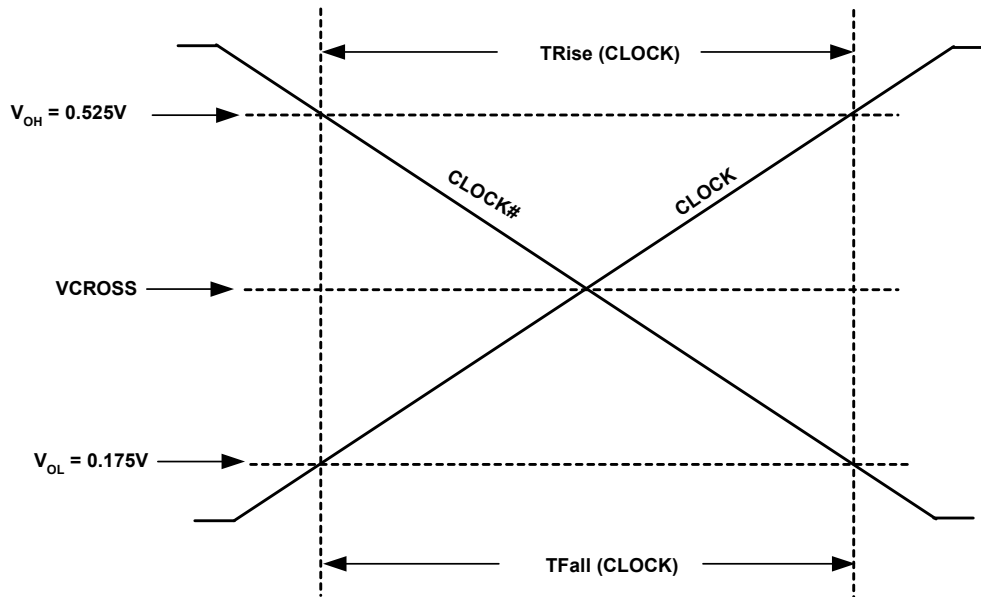 TRise (CLOCK)
VOH = 0.525V
CLOCK#
CLOCK
VCROSS
VOL = 0.175V
TFall (CLOCK)